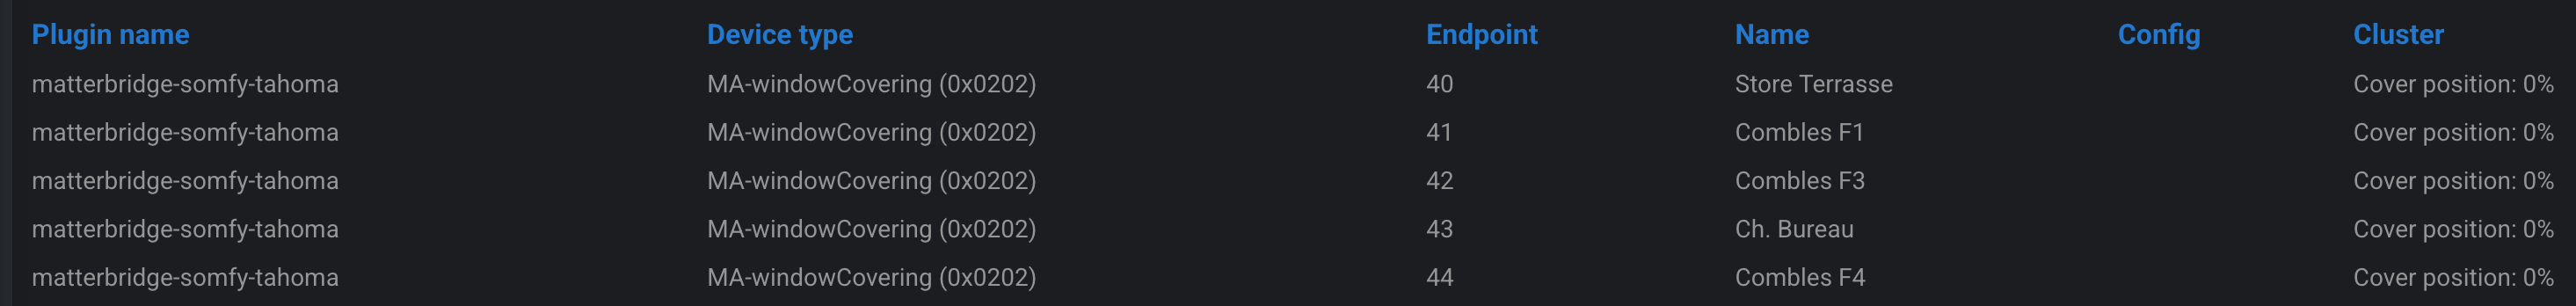 Plugin name Device type Endpoint Name Config Cluster
matterbridge-somfy-tahoma MA-windowCovering (0x0202) 40 Store Terrasse Cover position: 0%
matterbridge-somfy-tahoma MA-windowCovering (0x0202) 41 Combles F1 Cover position: 0%
matterbridge-somfy-tahoma MA-windowCovering (0x0202) 42 Combles F3 Cover position: 0%
matterbridge-somfy-tahoma MA-windowCovering (0x0202) 43 Ch. Bureau Cover position: 0%
matterbridge-somfy-tahoma MA-windowCovering (0x0202) 44 Combles F4 Cover position: 0%